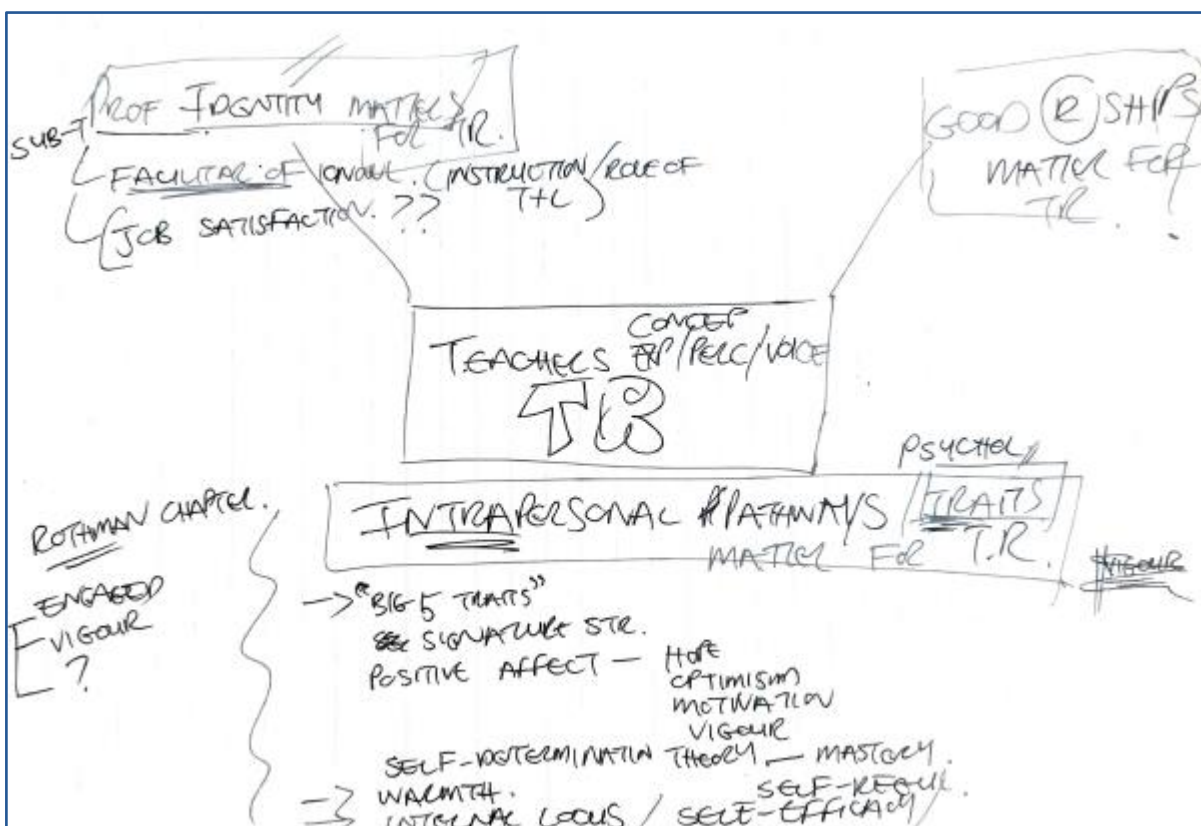 PROF IDENTITY MATTERS
FOR TR.
SUB-T
FACILITAR OF (INSTRUCTION/ROLE OF
T+L)
JOB SATISFACTION. ??
GOOD R SHIPS
MATTER FOR
TR.
CONCEP
TEACHERS EXP/PERC/VOICE
TR
PSYCHOL
INTRAPERSONAL PATHWAYS / TRAITS
MATTER FOR T.R.
VIGOUR
ROTHMAN CHAPTER.
ENGAGED
VIGOUR
?
→ "BIG 5 TRAITS"
SIGNATURE STR.
POSITIVE AFFECT — HOPE
OPTIMISM
MOTIVATION
VIGOUR
SELF-DETERMINATIN THEORY — MASTERY.
SELF-REGUL.
→ WARMTH.
INTERNAL LOCUS / SELF-EFFICACY